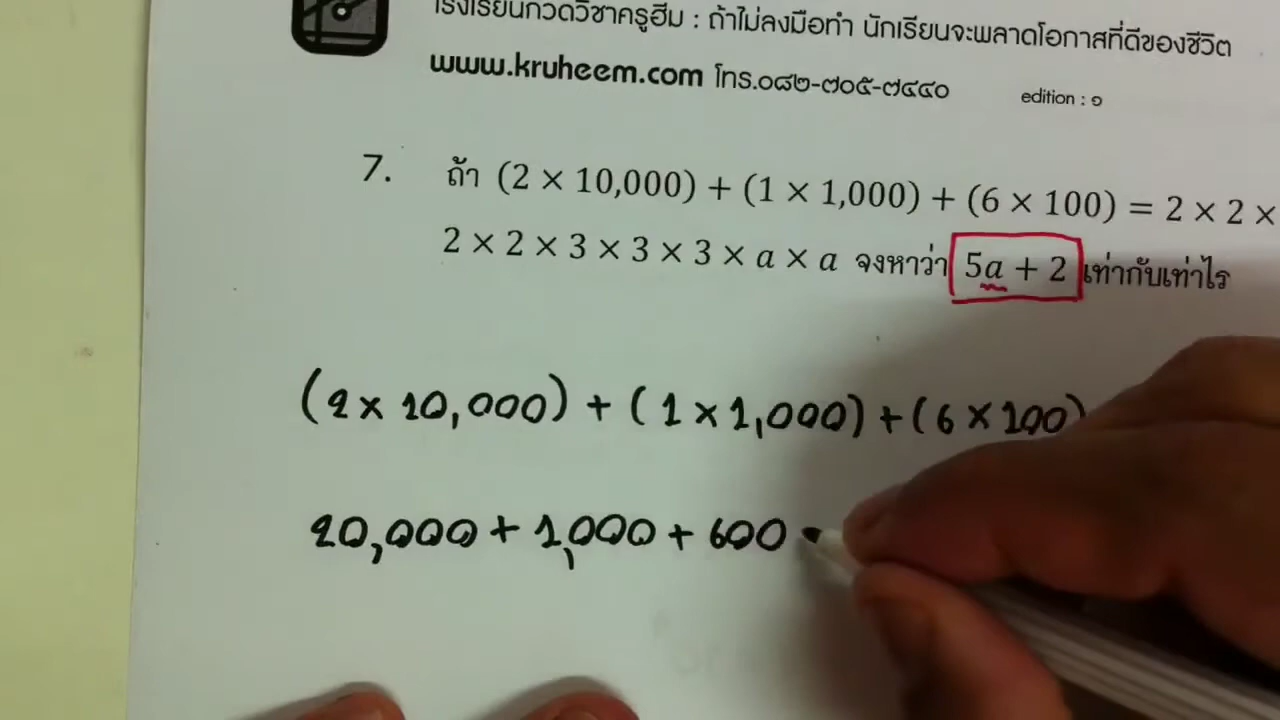 โรงเรียนกวดวิชาครูฮีม : ถ้าไม่ลงมือทำ นักเรียนจะพลาดโอกาสที่ดีของชีวิต
www.kruheem.com โทร.๐๘๒-๗๐๕-๗๔๔๐ edition : ๑
7. ถ้า (2 × 10,000) + (1 × 1,000) + (6 × 100) = 2 × 2 ×
2 × 2 × 3 × 3 × 3 × a × a จงหาว่า 5a + 2 เท่ากับเท่าไร
(2 × 10,000) + (1 × 1,000) + (6 × 100)
20,000 + 1,000 + 600